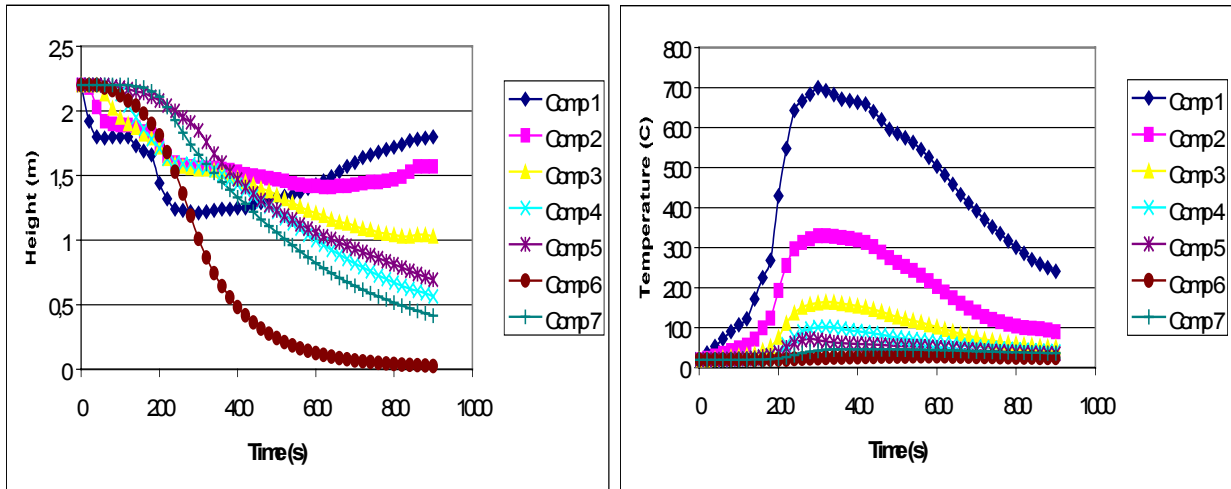 2,5
2
1,5
1
0,5
0
Height (m)
0 200 400 600 800 1000
Time(s)
Comp1
Comp2
Comp3
Comp4
Comp5
Comp6
Comp7
800
700
600
500
400
300
200
100
0
Temperature (C)
0 200 400 600 800 1000
Time(s)
Comp1
Comp2
Comp3
Comp4
Comp5
Comp6
Comp7